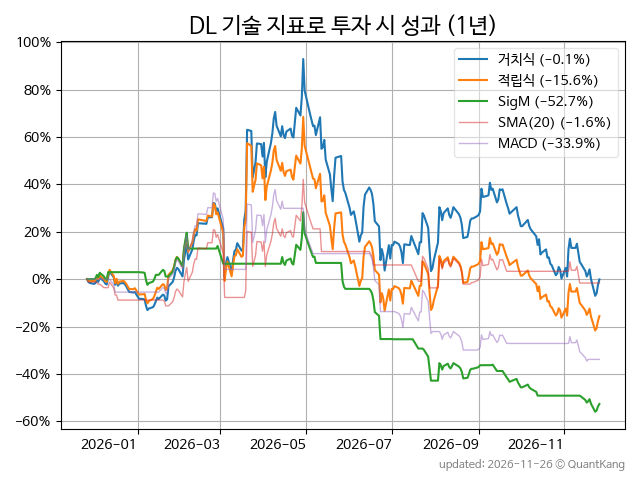 DL 기술 지표로 투자 시 성과 (1년)
100%
80%
60%
40%
20%
0%
−20%
−40%
−60%
거치식 (−0.1%)
적립식 (−15.6%)
SigM (−52.7%)
SMA(20) (−1.6%)
MACD (−33.9%)
2026-01
2026-03
2026-05
2026-07
2026-09
2026-11
updated: 2026-11-26 © QuantKang